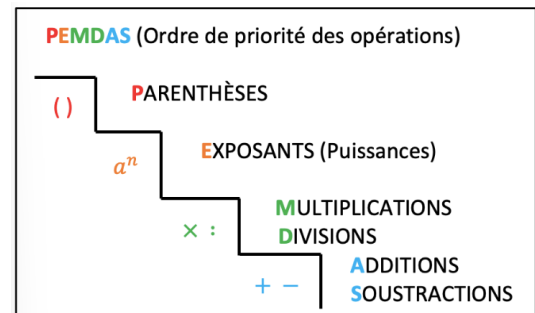 PEMDAS (Ordre de priorité des opérations)
( ) PARENTHÈSES
aⁿ EXPOSANTS (Puissances)
× : MULTIPLICATIONS
DIVISIONS
+ − ADDITIONS
SOUSTRACTIONS